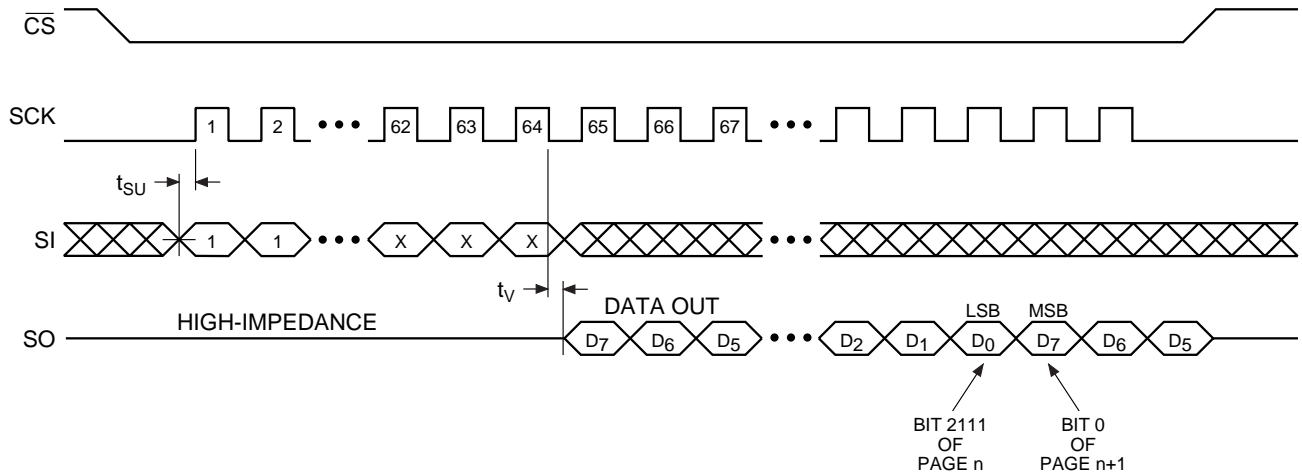 CS
SCK
1 2 ••• 62 63 64 65 66 67 •••
tSU
SI
1 1 ••• X X X •••
tV
DATA OUT
HIGH-IMPEDANCE
LSB MSB
SO
D7 D6 D5 ••• D2 D1 D0 D7 D6 D5
BIT 2111
OF
PAGE n
BIT 0
OF
PAGE n+1